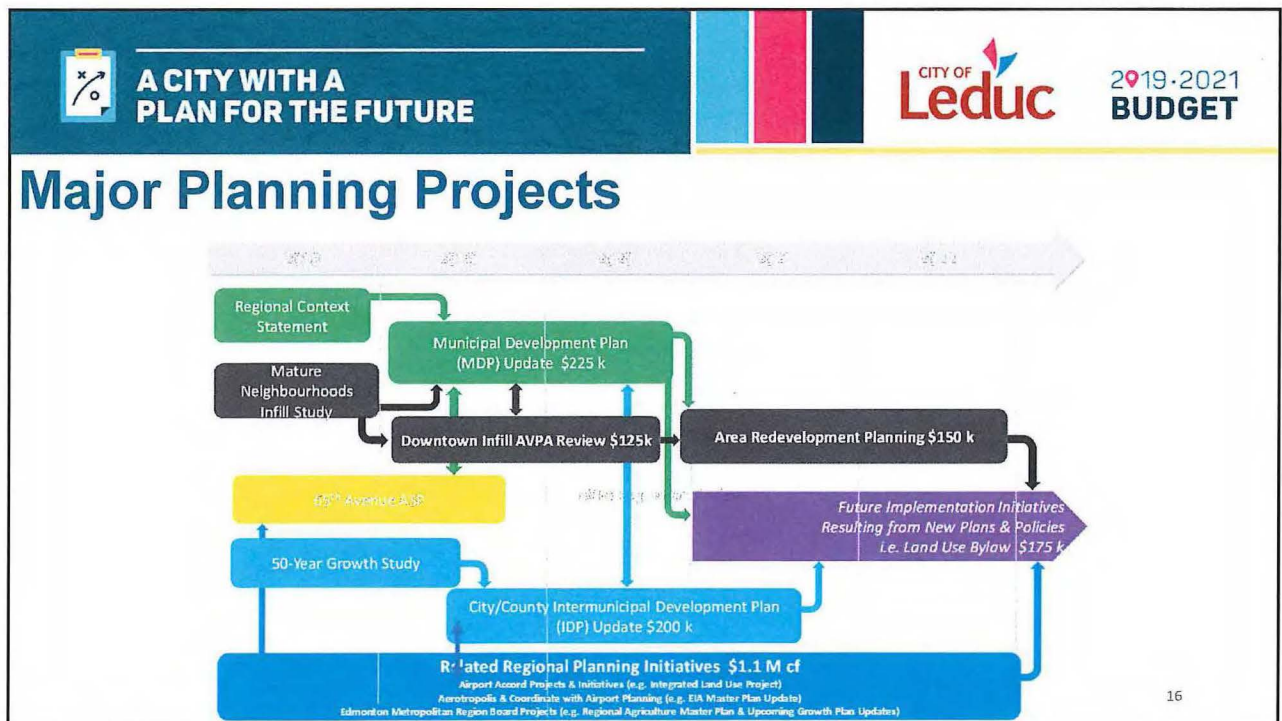 A CITY WITH A
PLAN FOR THE FUTURE
CITY OF
Leduc
2019·2021
BUDGET
Major Planning Projects
Regional Context
Statement
Municipal Development Plan
(MDP) Update $225 k
Mature
Neighbourhoods
Infill Study
Downtown Infill AVPA Review $125k
Area Redevelopment Planning $150 k
65th Avenue ASP
Future Implementation Initiatives
Resulting from New Plans & Policies
i.e. Land Use Bylaw $175 k
50-Year Growth Study
City/County Intermunicipal Development Plan
(IDP) Update $200 k
Related Regional Planning Initiatives $1.1 M cf
Airport Accord Projects & Initiatives (e.g. Integrated Land Use Project)
Aerotropolis & Coordinate with Airport Planning (e.g. EIA Master Plan Update)
Edmonton Metropolitan Region Board Projects (e.g. Regional Agriculture Master Plan & Upcoming Growth Plan Updates)
16